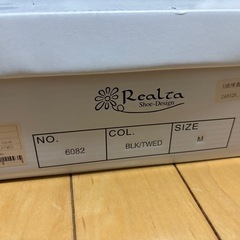 Realta
Shoe-Design
NO. COL. SIZE
6082 BLK/TWED M